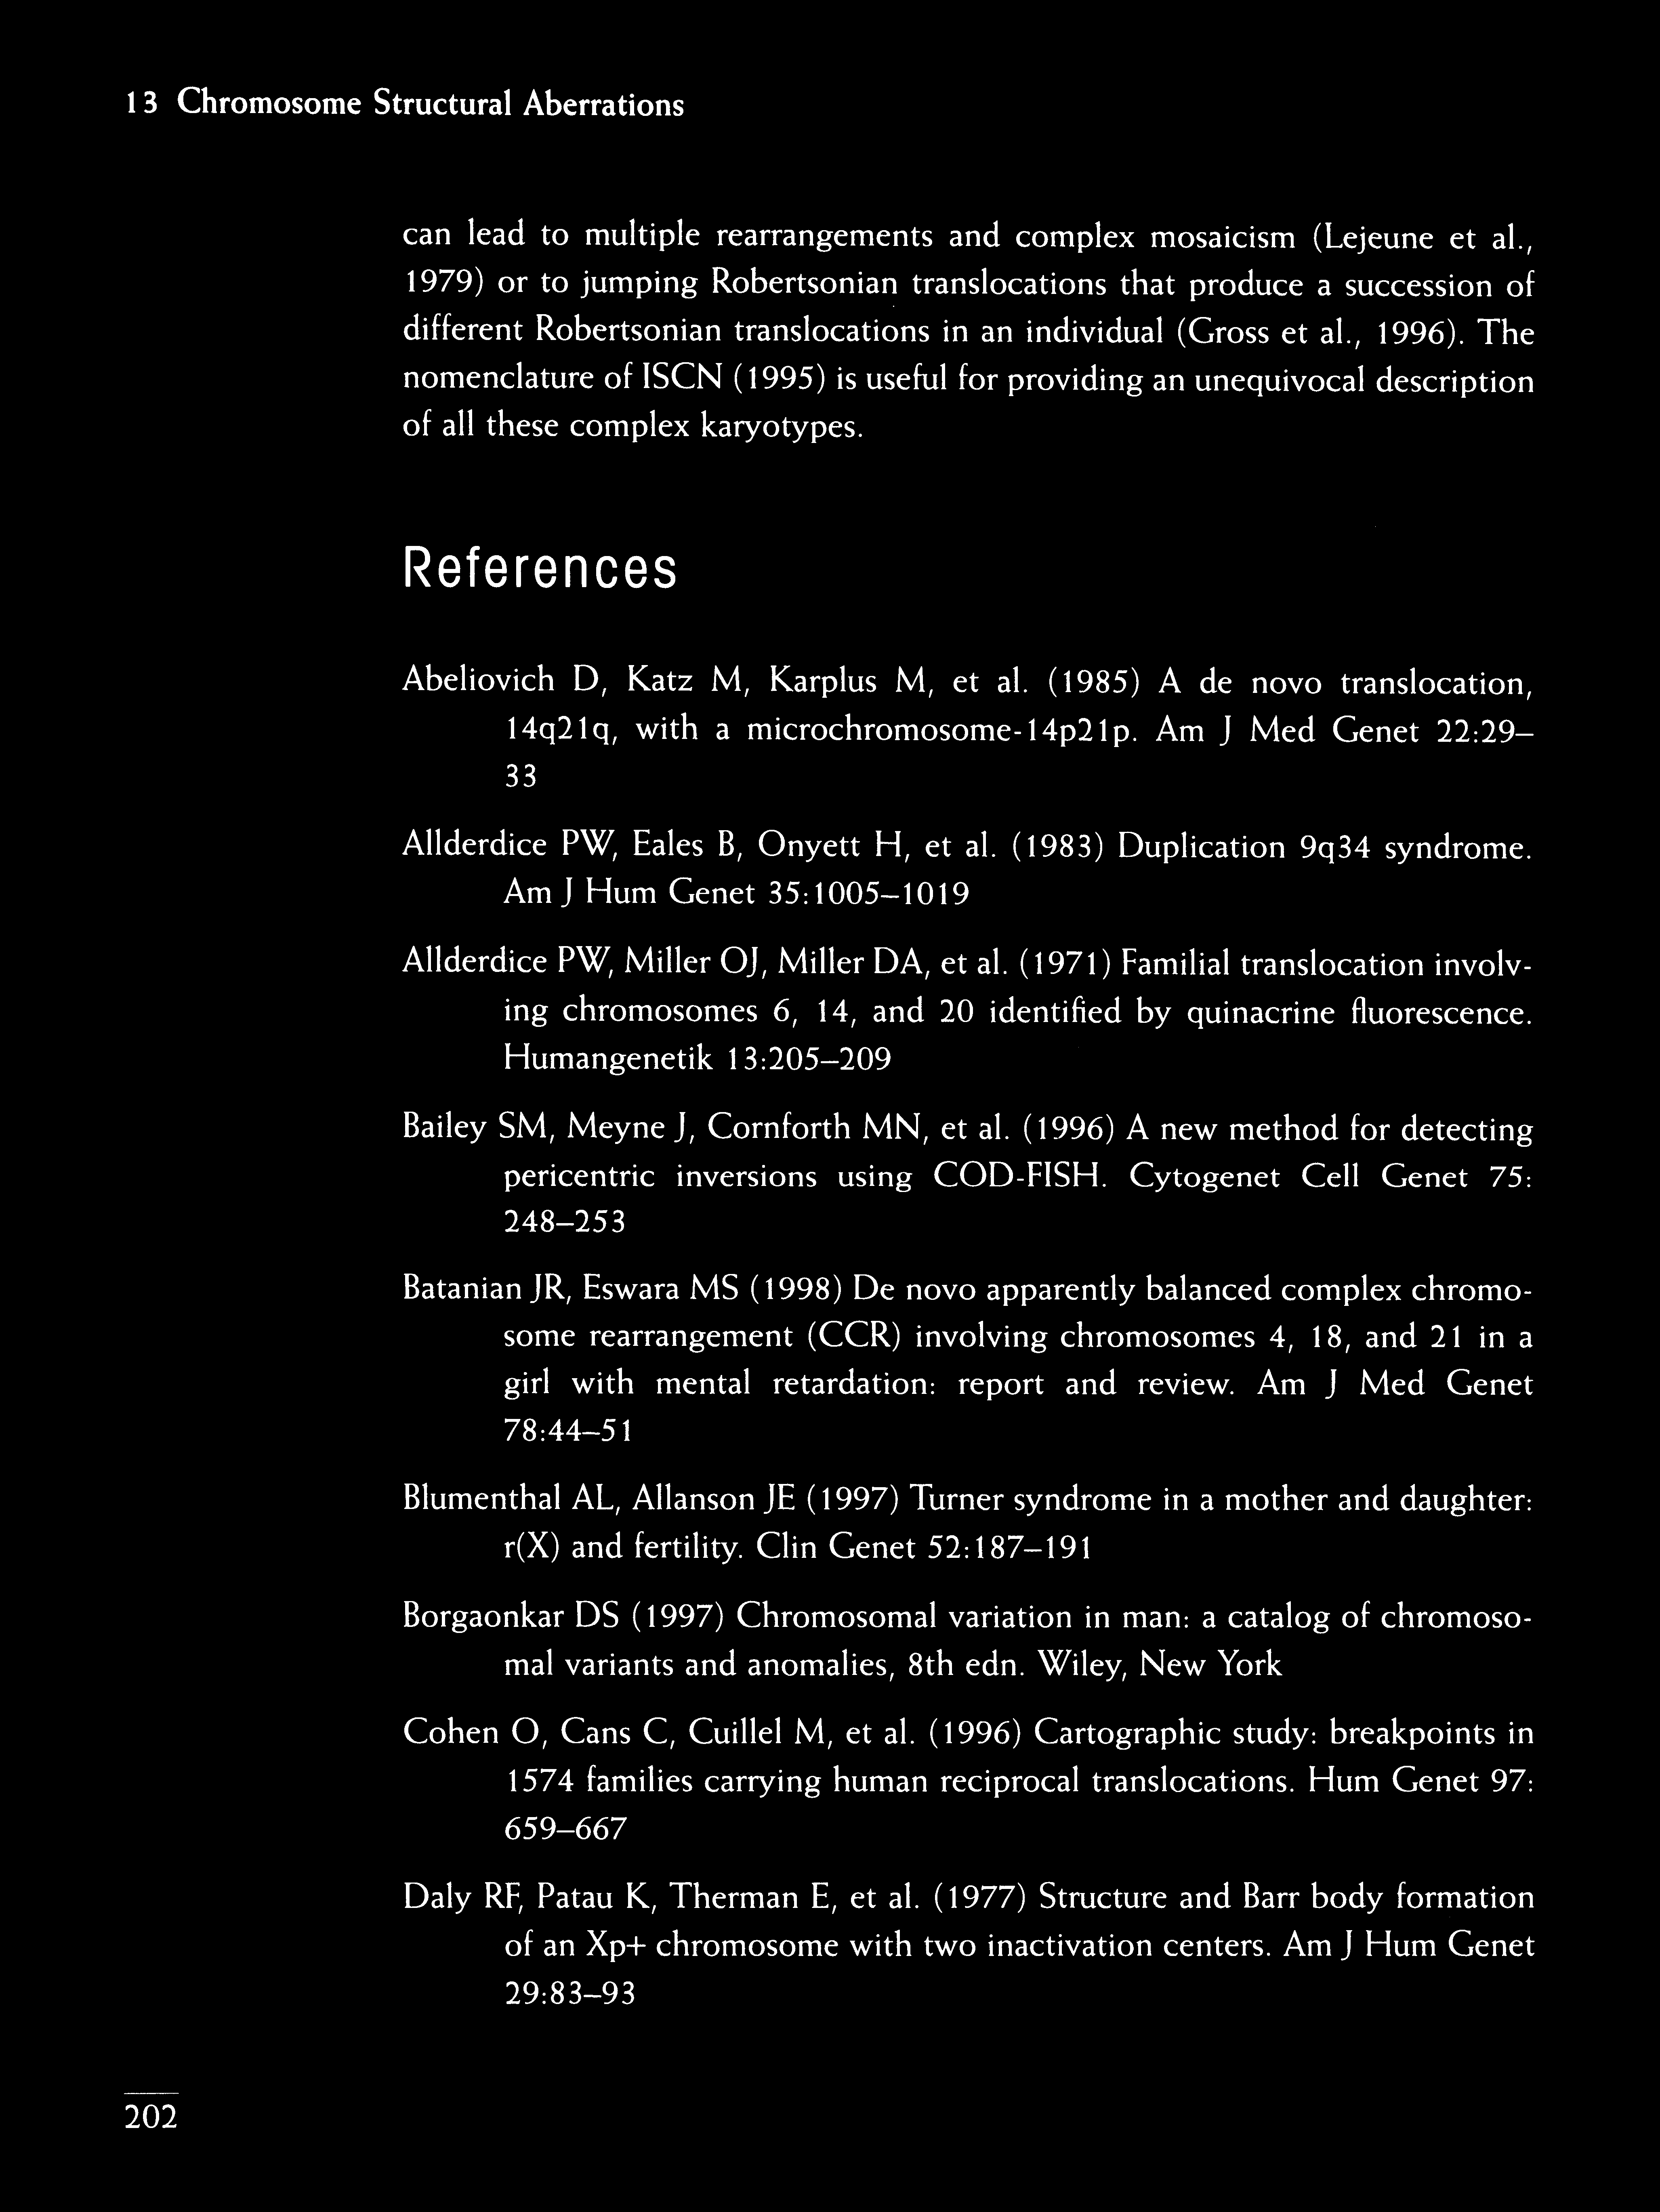 13 Chromosome Structural Aberrations
can lead to multiple rearrangements and complex mosaicism (Lejeune et al.,
1979) or to jumping Robertsonian translocations that produce a succession of
different Robertsonian translocations in an individual (Gross et al., 1996). The
nomenclature of ISCN (1995) is useful for providing an unequivocal description
of all these complex karyotypes.
References
Abeliovich D, Katz M, Karplus M, et al. (1985) A de novo translocation,
14q21q, with a microchromosome-14p21p. Am J Med Genet 22:29–
33
Allderdice PW, Eales B, Onyett H, et al. (1983) Duplication 9q34 syndrome.
Am J Hum Genet 35:1005–1019
Allderdice PW, Miller OJ, Miller DA, et al. (1971) Familial translocation involv-
ing chromosomes 6, 14, and 20 identified by quinacrine fluorescence.
Humangenetik 13:205–209
Bailey SM, Meyne J, Cornforth MN, et al. (1996) A new method for detecting
pericentric inversions using COD-FISH. Cytogenet Cell Genet 75:
248–253
Batanian JR, Eswara MS (1998) De novo apparently balanced complex chromo-
some rearrangement (CCR) involving chromosomes 4, 18, and 21 in a
girl with mental retardation: report and review. Am J Med Genet
78:44–51
Blumenthal AL, Allanson JE (1997) Turner syndrome in a mother and daughter:
r(X) and fertility. Clin Genet 52:187–191
Borgaonkar DS (1997) Chromosomal variation in man: a catalog of chromoso-
mal variants and anomalies, 8th edn. Wiley, New York
Cohen O, Cans C, Cuillel M, et al. (1996) Cartographic study: breakpoints in
1574 families carrying human reciprocal translocations. Hum Genet 97:
659–667
Daly RF, Patau K, Therman E, et al. (1977) Structure and Barr body formation
of an Xp+ chromosome with two inactivation centers. Am J Hum Genet
29:83–93
202